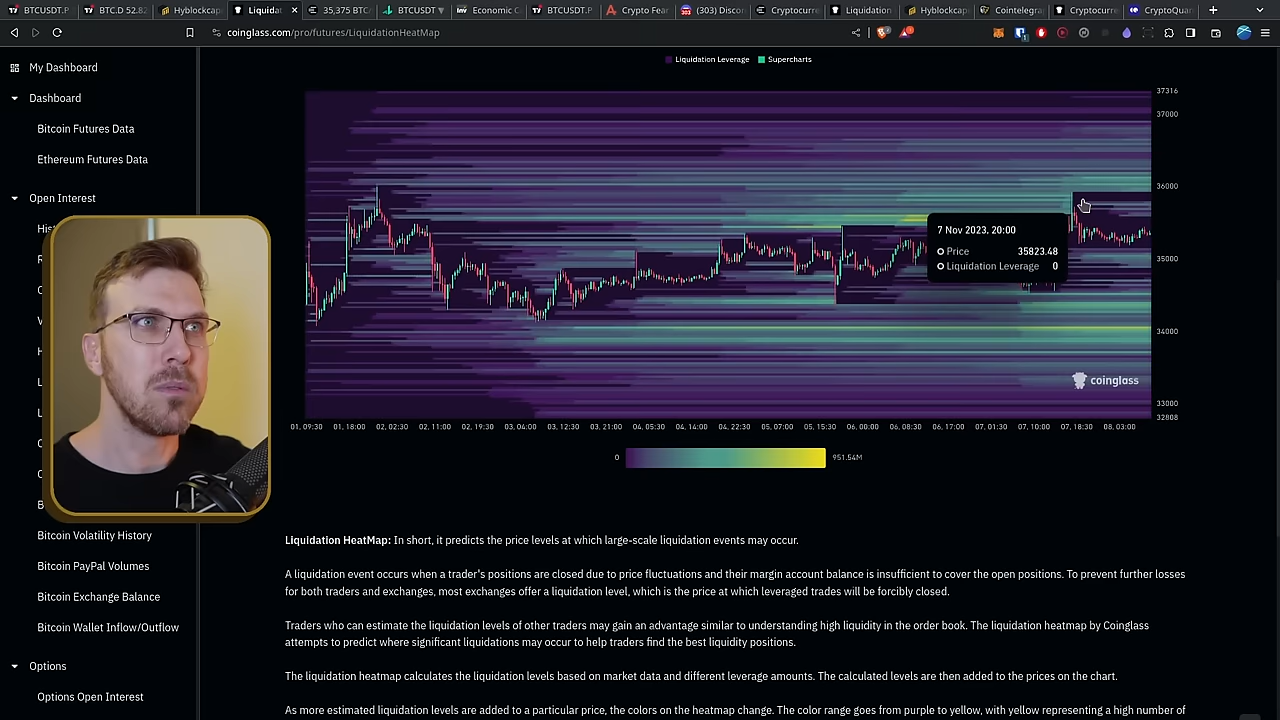 BTCUSDT.P
BTC.D 52.82
Hyblockcap
Liquidat
35,375 BTC/
BTCUSDT
Economic C
BTCUSDT.P
Crypto Fear
(303) Discor
Cryptocurre
Liquidation
Hyblockcap
Cointelegra
Cryptocurre
CryptoQuan
coinglass.com/pro/futures/LiquidationHeatMap
My Dashboard
Dashboard
Bitcoin Futures Data
Ethereum Futures Data
Open Interest
Bitcoin Volatility History
Bitcoin PayPal Volumes
Bitcoin Exchange Balance
Bitcoin Wallet Inflow/Outflow
Options
Options Open Interest
Liquidation Leverage Supercharts
37316
37000
36000
35000
34000
33000
32808
7 Nov 2023, 20:00
Price 35823.48
Liquidation Leverage 0
coinglass
01, 09:30 01, 18:00 02, 02:30 02, 11:00 02, 19:30 03, 04:00 03, 12:30 03, 21:00 04, 05:30 04, 14:00 04, 22:30 05, 07:00 05, 15:30 06, 00:00 06, 08:30 06, 17:00 07, 01:30 07, 10:00 07, 18:30 08, 03:00
0 951.54M
Liquidation HeatMap: In short, it predicts the price levels at which large-scale liquidation events may occur.
A liquidation event occurs when a trader's positions are closed due to price fluctuations and their margin account balance is insufficient to cover the open positions. To prevent further losses
for both traders and exchanges, most exchanges offer a liquidation level, which is the price at which leveraged trades will be forcibly closed.
Traders who can estimate the liquidation levels of other traders may gain an advantage similar to understanding high liquidity in the order book. The liquidation heatmap by Coinglass
attempts to predict where significant liquidations may occur to help traders find the best liquidity positions.
The liquidation heatmap calculates the liquidation levels based on market data and different leverage amounts. The calculated levels are then added to the prices on the chart.
As more estimated liquidation levels are added to a particular price, the colors on the heatmap change. The color range goes from purple to yellow, with yellow representing a high number of